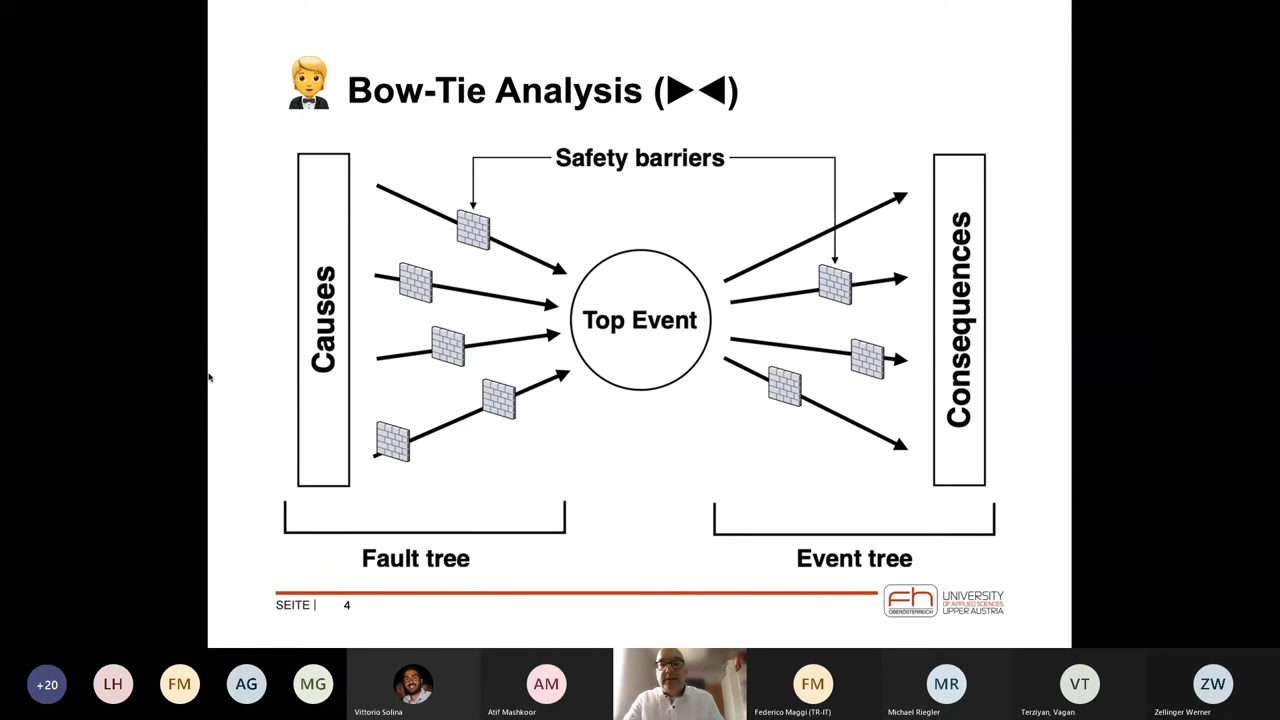 Bow-Tie Analysis (▶◀)
Safety barriers
Causes
Top Event
Consequences
Fault tree
Event tree
SEITE | 4
fh
OBERÖSTERREICH
UNIVERSITY
OF APPLIED SCIENCES
UPPER AUSTRIA
+20
LH
FM
AG
MG
Vittorio Solina
AM
Atif Mashkoor
FM
Federico Maggi (TR-IT)
MR
Michael Riegler
VT
Terziyan, Vagan
ZW
Zellinger Werner